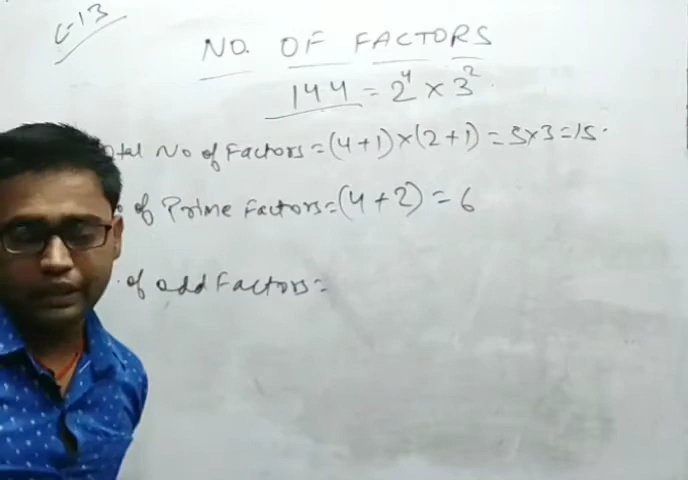 L-13
NO. OF FACTORS
144 = 2⁴ × 3²
tal No of Factors = (4+1)×(2+1) = 5×3=15.
of Prime Factors = (4+2) = 6
. of odd Factors =